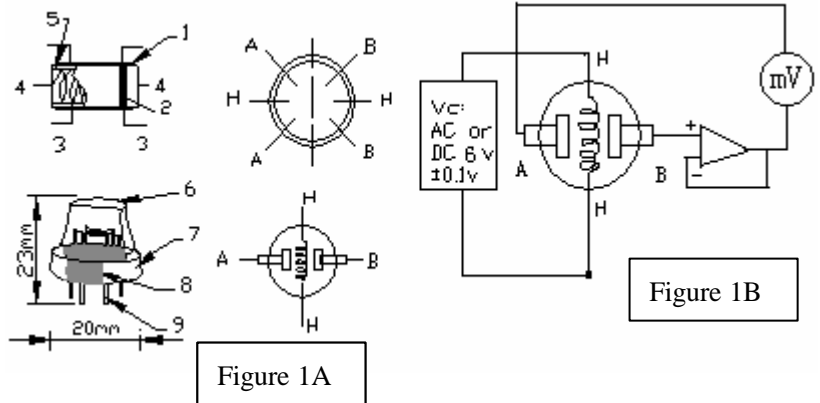 5
1
4
4
2
3
3
A
B
H
H
A
B
6
7
8
9
23mm
20mm
A
H
B
H
Figure 1A
H
Vc:
AC or
DC 6 v
±0.1v
A
B
H
+
-
mV
Figure 1B